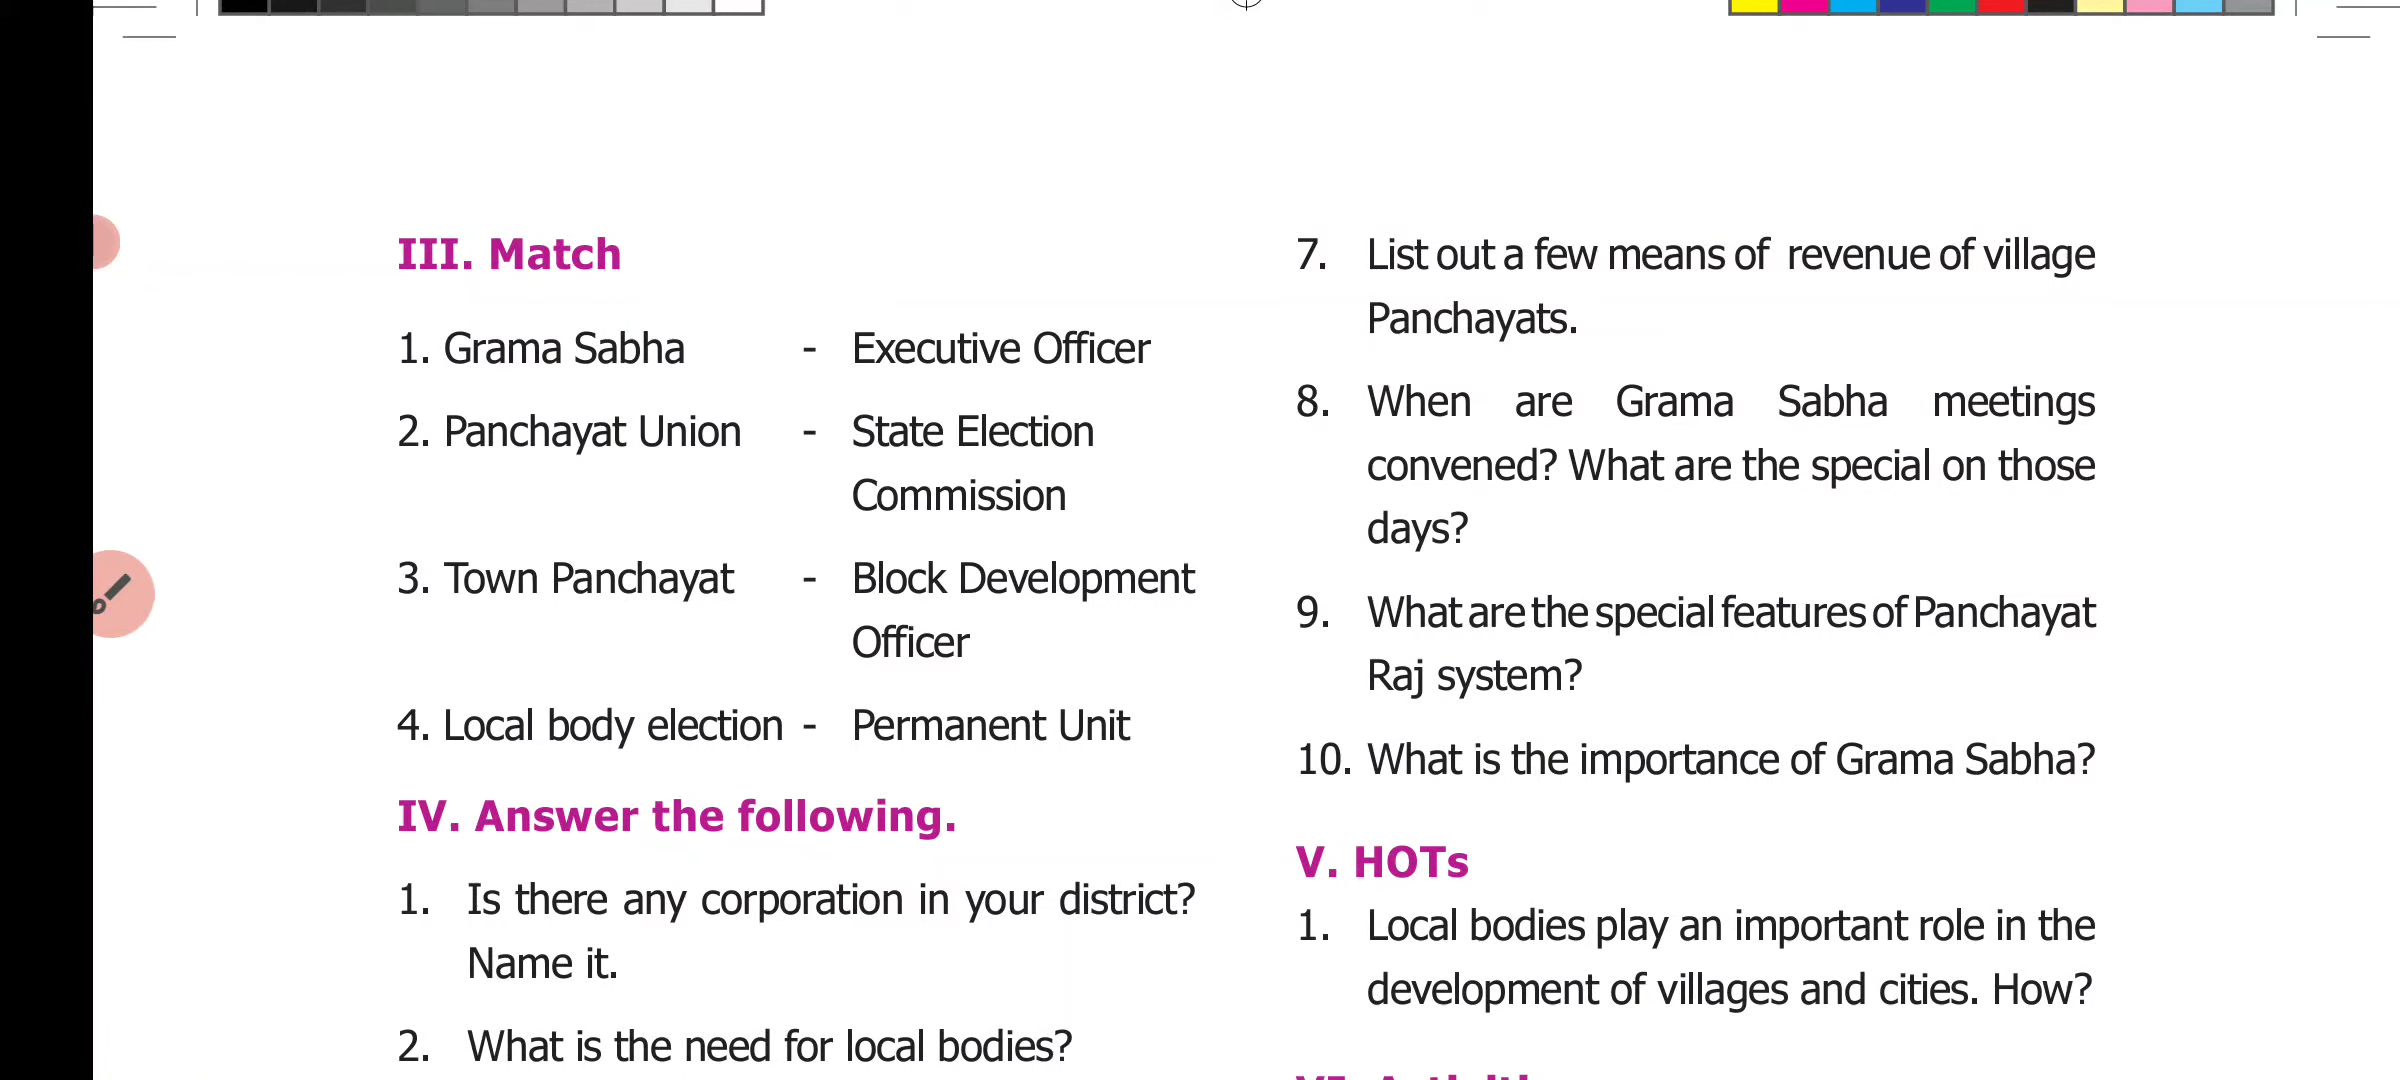 III. Match
1. Grama Sabha - Executive Officer
2. Panchayat Union - State Election
Commission
3. Town Panchayat - Block Development
Officer
4. Local body election - Permanent Unit
IV. Answer the following.
1. Is there any corporation in your district?
Name it.
2. What is the need for local bodies?
7. List out a few means of revenue of village
Panchayats.
8. When are Grama Sabha meetings
convened? What are the special on those
days?
9. What are the special features of Panchayat
Raj system?
10. What is the importance of Grama Sabha?
V. HOTs
1. Local bodies play an important role in the
development of villages and cities. How?